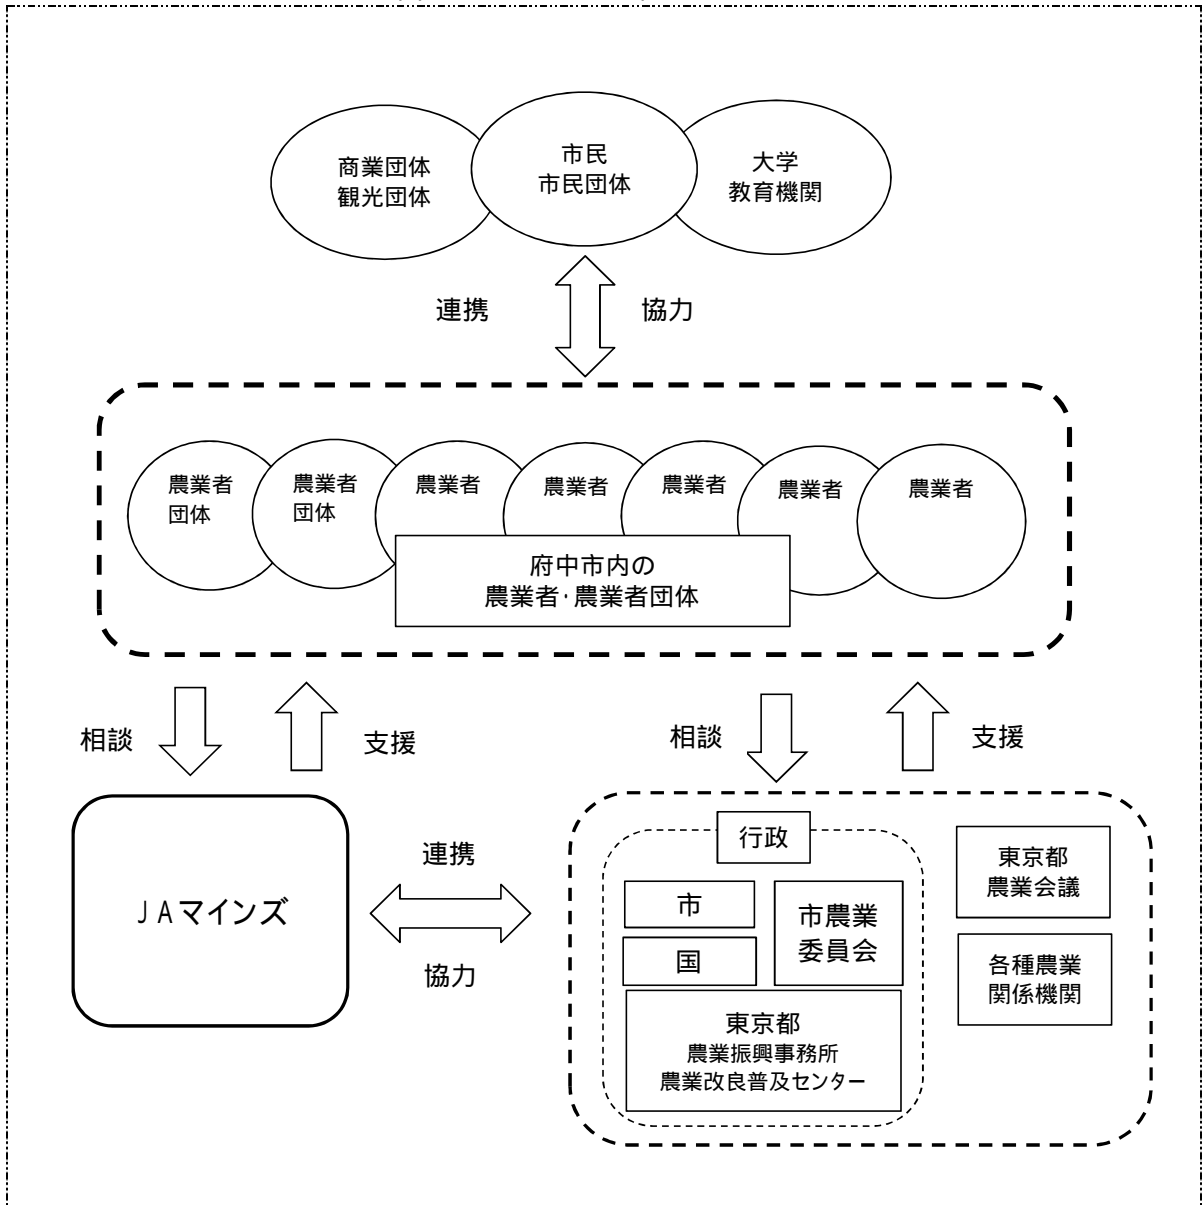 商業団体
観光団体
市民
市民団体
大学
教育機関
連携
協力
農業者
団体
農業者
団体
農業者
農業者
農業者
農業者
農業者
府中市内の
農業者・農業者団体
相談
支援
相談
支援
JAマインズ
連携
協力
行政
市
国
市農業
委員会
東京都
農業振興事務所
農業改良普及センター
東京都
農業会議
各種農業
関係機関